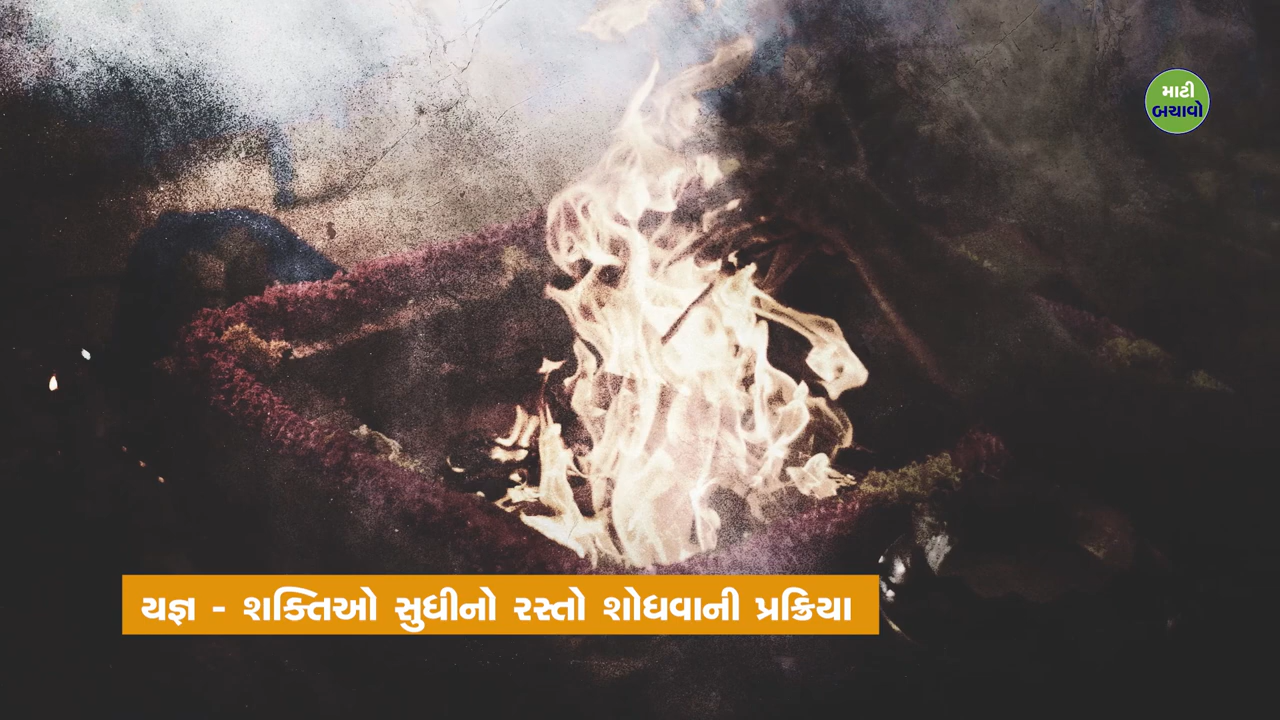 માટી
બચાવો
યજ્ઞ - શક્તિઓ સુધીનો રસ્તો શોધવાની પ્રક્રિયા